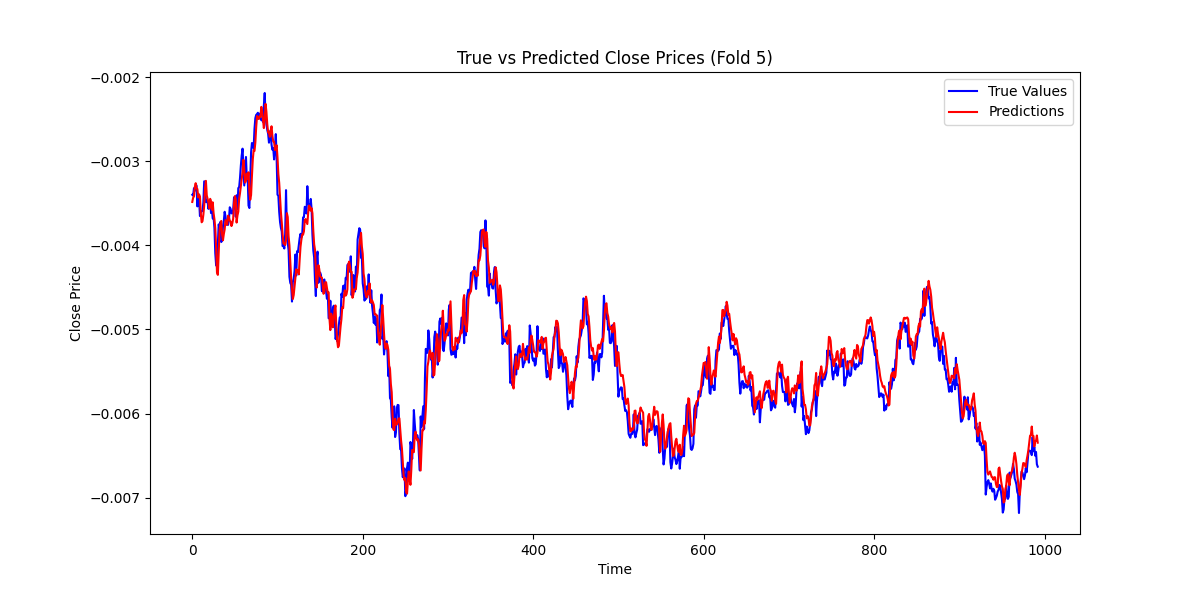 True vs Predicted Close Prices (Fold 5)
True Values
Predictions
Close Price
−0.002
−0.003
−0.004
−0.005
−0.006
−0.007
0 200 400 600 800 1000
Time